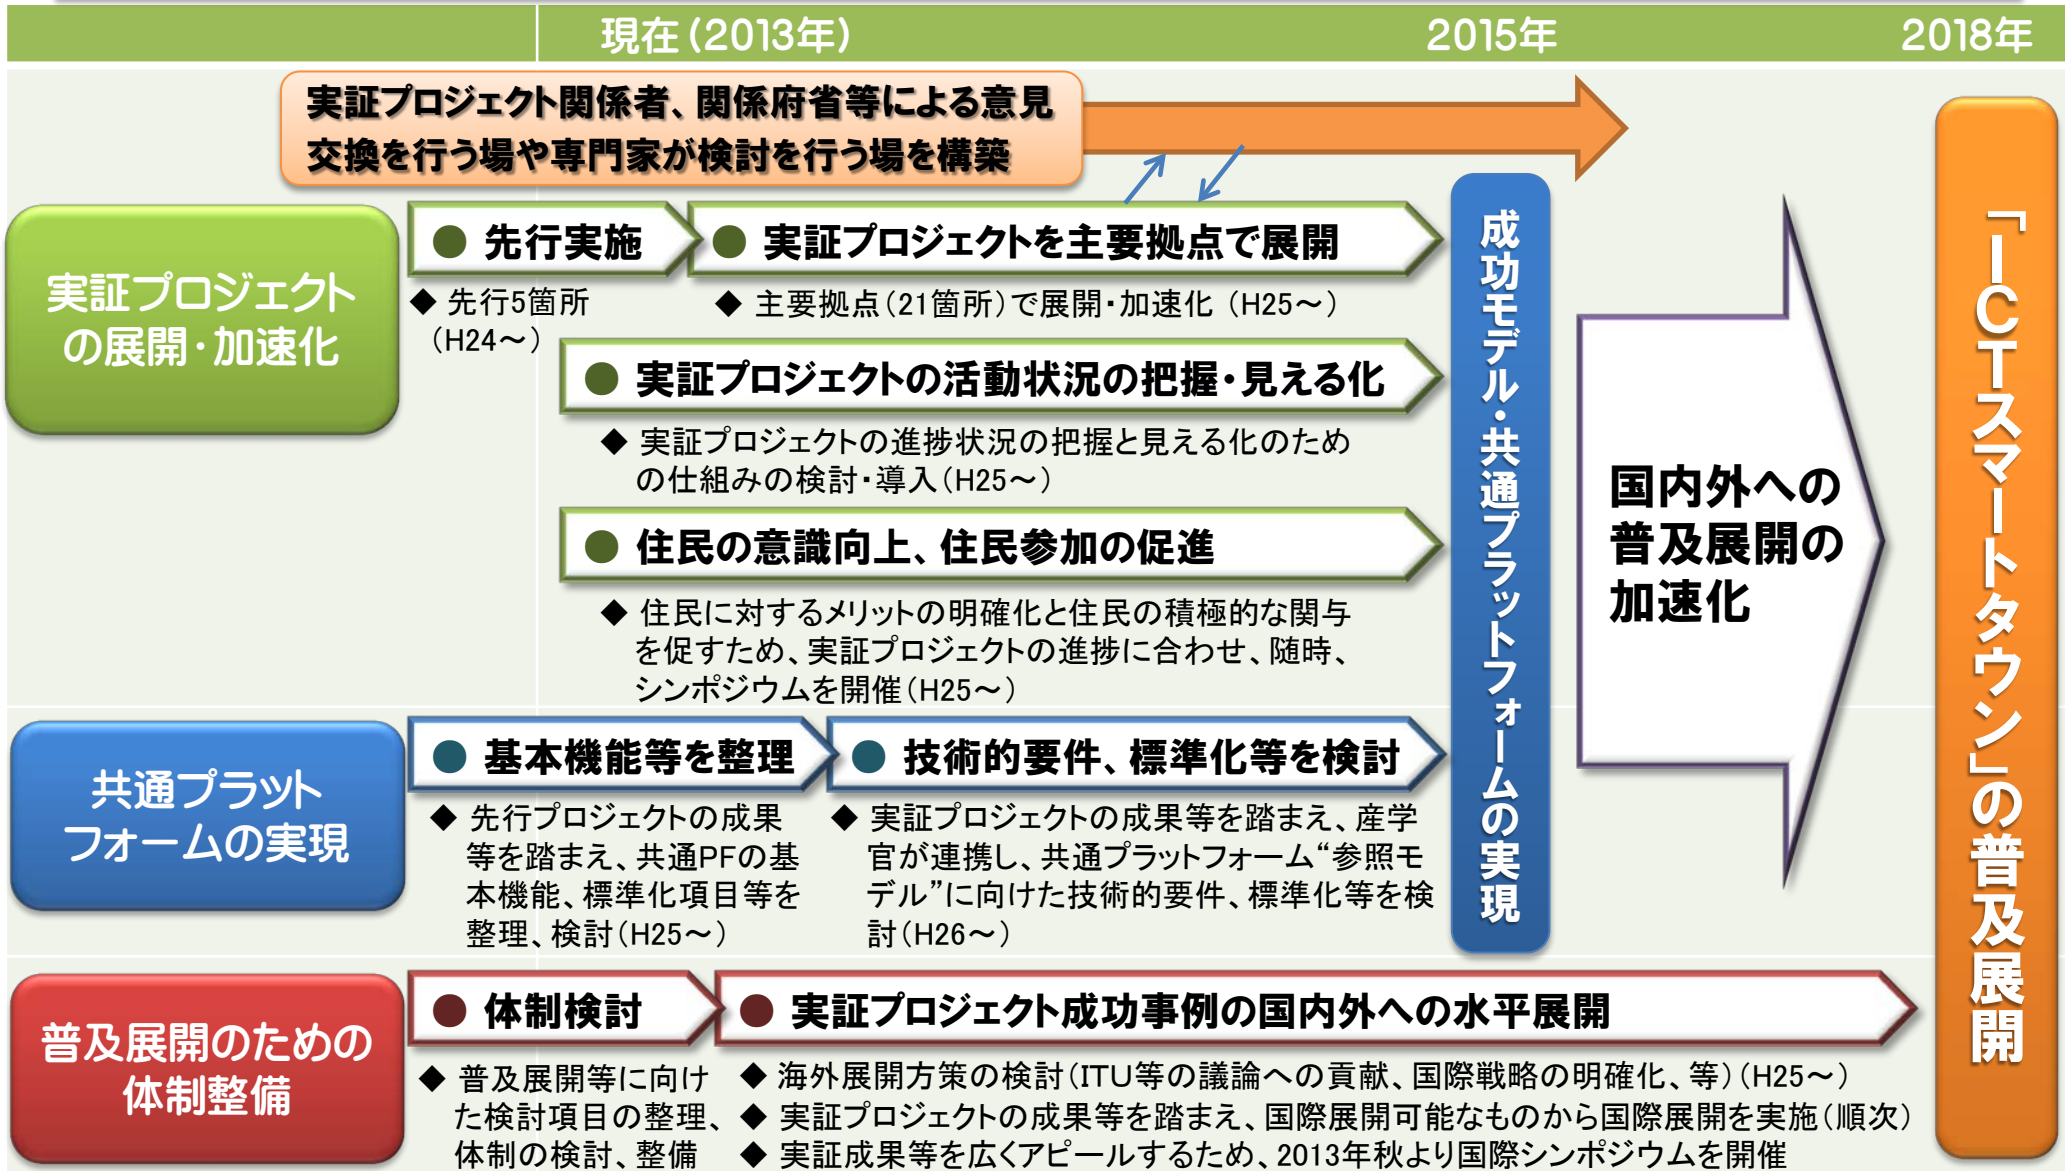 現在(2013年)
2015年
2018年
実証プロジェクト関係者、関係府省等による意見
交換を行う場や専門家が検討を行う場を構築
実証プロジェクト
の展開・加速化
● 先行実施
◆ 先行5箇所
(H24～)
● 実証プロジェクトを主要拠点で展開
◆ 主要拠点(21箇所)で展開・加速化 (H25～)
● 実証プロジェクトの活動状況の把握・見える化
◆ 実証プロジェクトの進捗状況の把握と見える化のため
の仕組みの検討・導入(H25～)
● 住民の意識向上、住民参加の促進
◆ 住民に対するメリットの明確化と住民の積極的な関与
を促すため、実証プロジェクトの進捗に合わせ、随時、
シンポジウムを開催(H25～)
共通プラット
フォームの実現
● 基本機能等を整理
◆ 先行プロジェクトの成果
等を踏まえ、共通PFの基
本機能、標準化項目等を
整理、検討(H25～)
● 技術的要件、標準化等を検討
◆ 実証プロジェクトの成果等を踏まえ、産学
官が連携し、共通プラットフォーム“参照モ
デル”に向けた技術的要件、標準化等を検
討(H26～)
成功モデル・共通プラットフォームの実現
国内外への
普及展開の
加速化
「ICTスマートタウン」の普及展開
普及展開のための
体制整備
● 体制検討
◆ 普及展開等に向け
た検討項目の整理、
体制の検討、整備
● 実証プロジェクト成功事例の国内外への水平展開
◆ 海外展開方策の検討(ITU等の議論への貢献、国際戦略の明確化、等)(H25～)
◆ 実証プロジェクトの成果等を踏まえ、国際展開可能なものから国際展開を実施(順次)
◆ 実証成果等を広くアピールするため、2013年秋より国際シンポジウムを開催